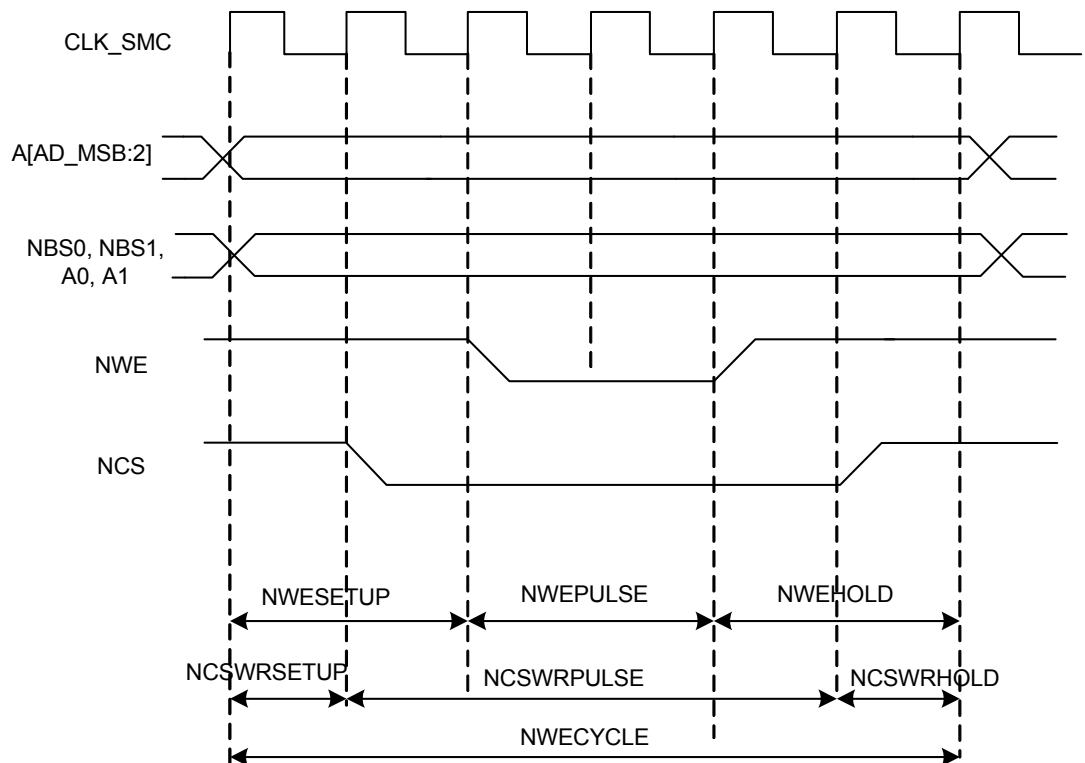 CLK_SMC
A[AD_MSB:2]
NBS0, NBS1,
A0, A1
NWE
NCS
NWESETUP
NWEPULSE
NWEHOLD
NCSWRSETUP
NCSWRPULSE
NCSWRHOLD
NWECYCLE